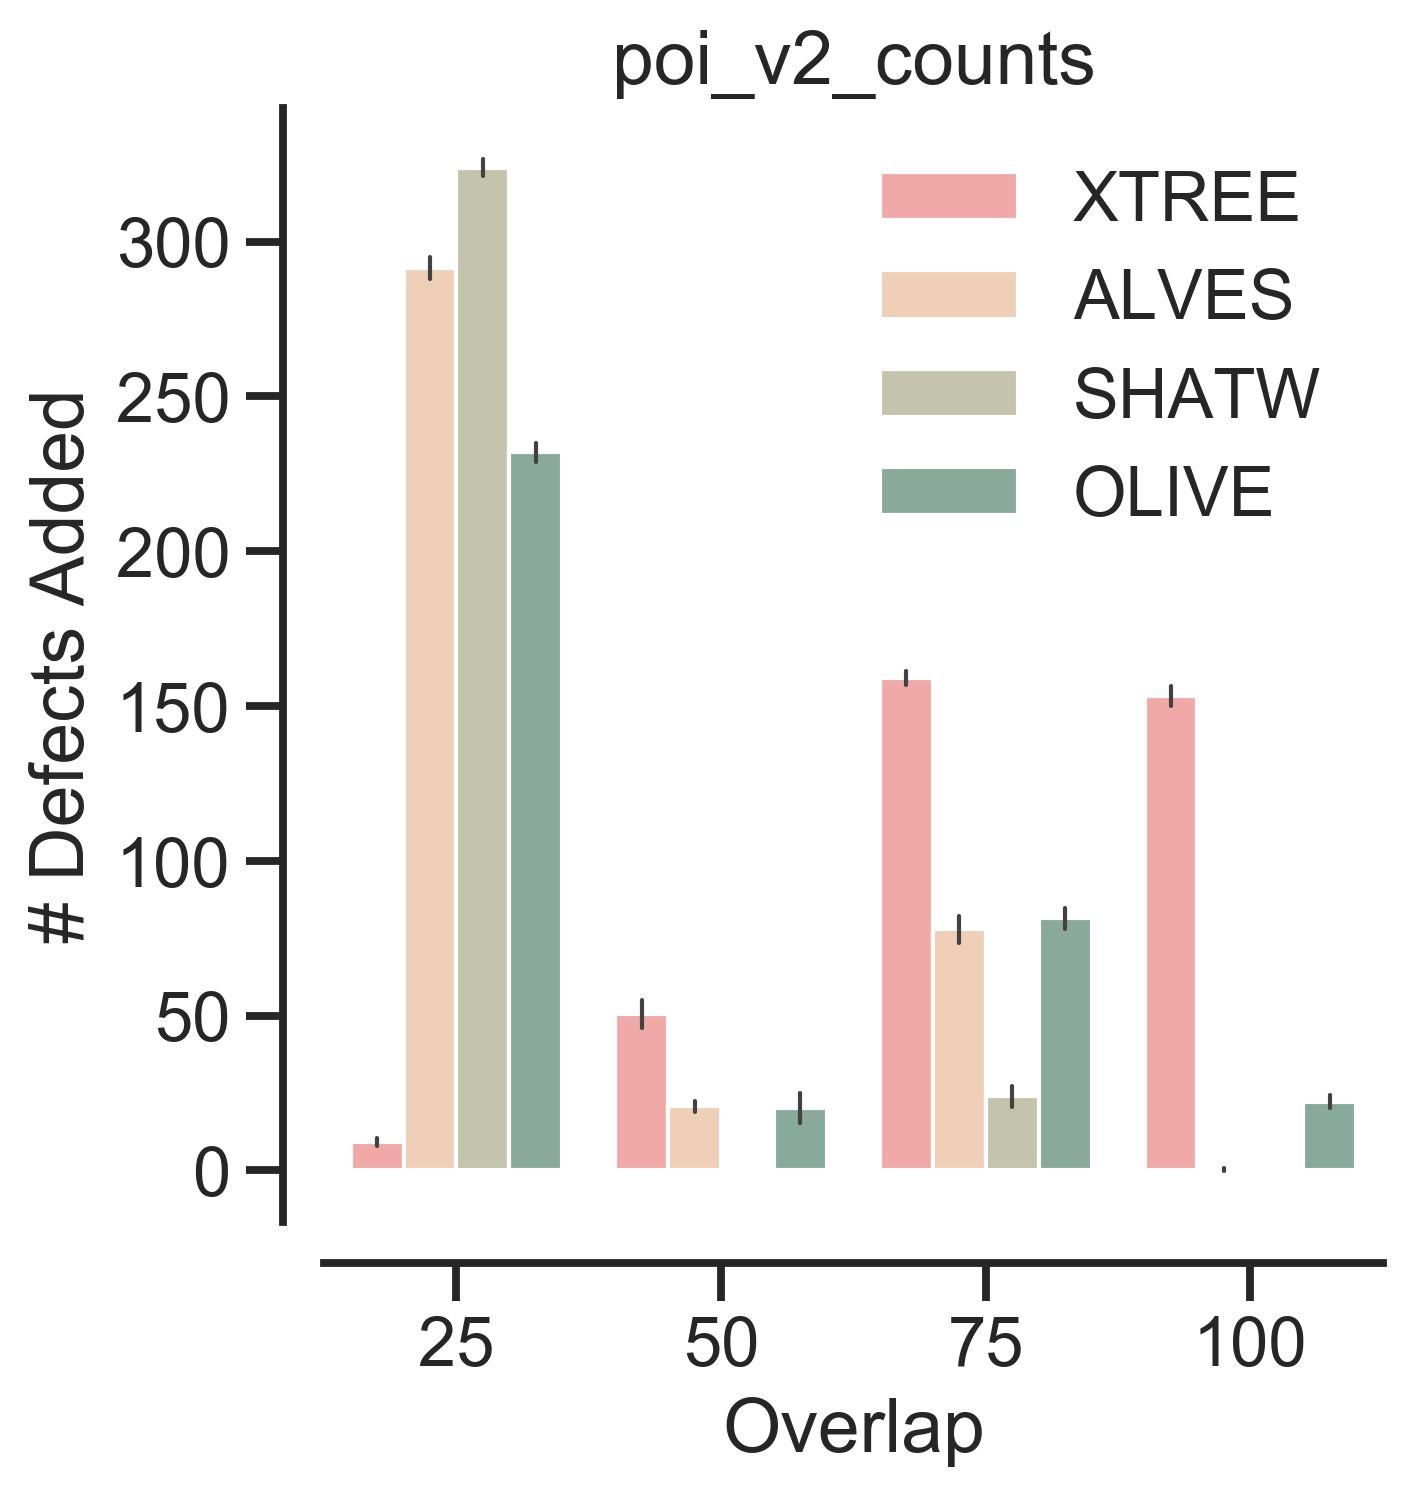 poi_v2_counts
XTREE
ALVES
SHATW
OLIVE
# Defects Added
300
250
200
150
100
50
0
25 50 75 100
Overlap